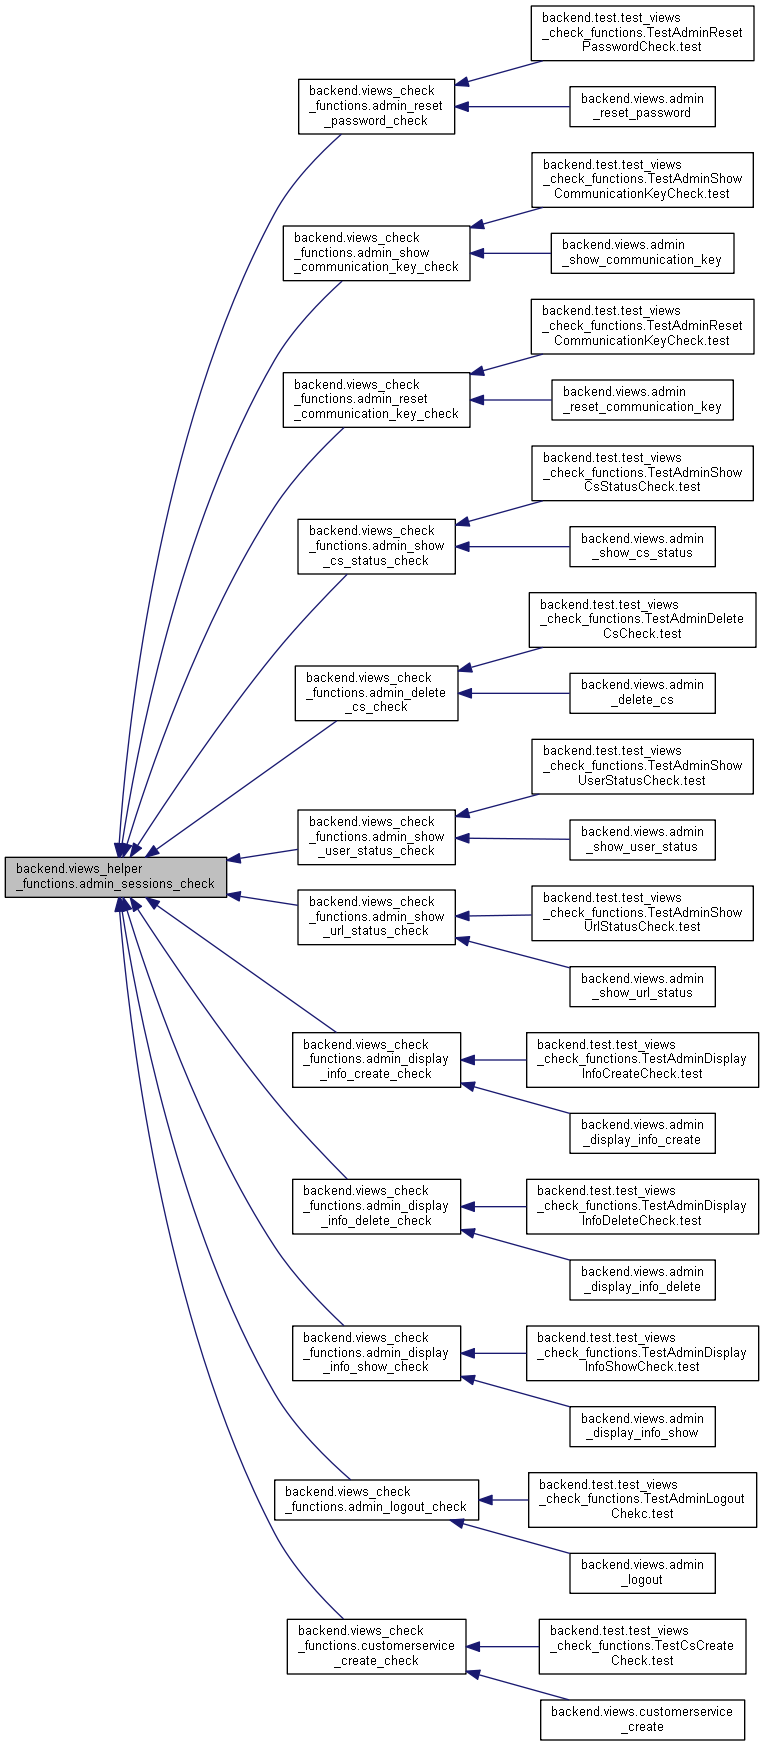 backend.test.test_views
_check_functions.TestAdminReset
PasswordCheck.test
backend.views_check
_functions.admin_reset
_password_check
backend.views.admin
_reset_password
backend.test.test_views
_check_functions.TestAdminShow
CommunicationKeyCheck.test
backend.views_check
_functions.admin_show
_communication_key_check
backend.views.admin
_show_communication_key
backend.test.test_views
_check_functions.TestAdminReset
CommunicationKeyCheck.test
backend.views_check
_functions.admin_reset
_communication_key_check
backend.views.admin
_reset_communication_key
backend.test.test_views
_check_functions.TestAdminShow
CsStatusCheck.test
backend.views_check
_functions.admin_show
_cs_status_check
backend.views.admin
_show_cs_status
backend.test.test_views
_check_functions.TestAdminDelete
CsCheck.test
backend.views_check
_functions.admin_delete
_cs_check
backend.views.admin
_delete_cs
backend.test.test_views
_check_functions.TestAdminShow
UserStatusCheck.test
backend.views_check
_functions.admin_show
_user_status_check
backend.views.admin
_show_user_status
backend.views_helper
_functions.admin_sessions_check
backend.views_check
_functions.admin_show
_url_status_check
backend.test.test_views
_check_functions.TestAdminShow
UrlStatusCheck.test
backend.views.admin
_show_url_status
backend.views_check
_functions.admin_display
_info_create_check
backend.test.test_views
_check_functions.TestAdminDisplay
InfoCreateCheck.test
backend.views.admin
_display_info_create
backend.views_check
_functions.admin_display
_info_delete_check
backend.test.test_views
_check_functions.TestAdminDisplay
InfoDeleteCheck.test
backend.views.admin
_display_info_delete
backend.views_check
_functions.admin_display
_info_show_check
backend.test.test_views
_check_functions.TestAdminDisplay
InfoShowCheck.test
backend.views.admin
_display_info_show
backend.views_check
_functions.admin_logout_check
backend.test.test_views
_check_functions.TestAdminLogout
Chekc.test
backend.views.admin
_logout
backend.views_check
_functions.customerservice
_create_check
backend.test.test_views
_check_functions.TestCsCreate
Check.test
backend.views.customerservice
_create